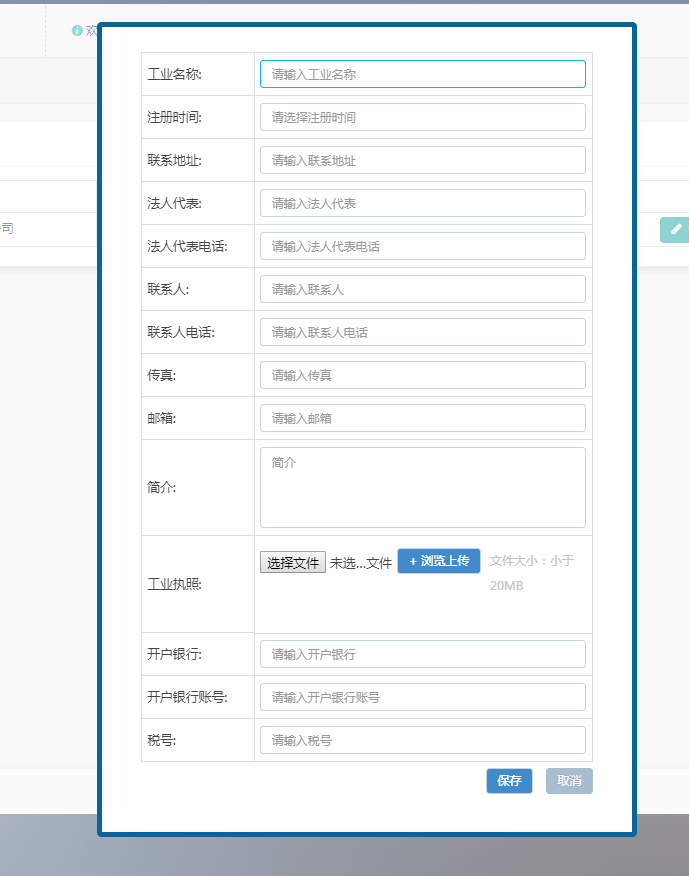 欢
工业名称: 请输入工业名称
注册时间: 请选择注册时间
联系地址: 请输入联系地址
法人代表: 请输入法人代表
司
法人代表电话: 请输入法人代表电话
联系人: 请输入联系人
联系人电话: 请输入联系人电话
传真: 请输入传真
邮箱: 请输入邮箱
简介: 简介
工业执照: 选择文件 未选...文件 + 浏览上传 文件大小：小于
20MB
开户银行: 请输入开户银行
开户银行账号: 请输入开户银行账号
税号: 请输入税号
保存 取消